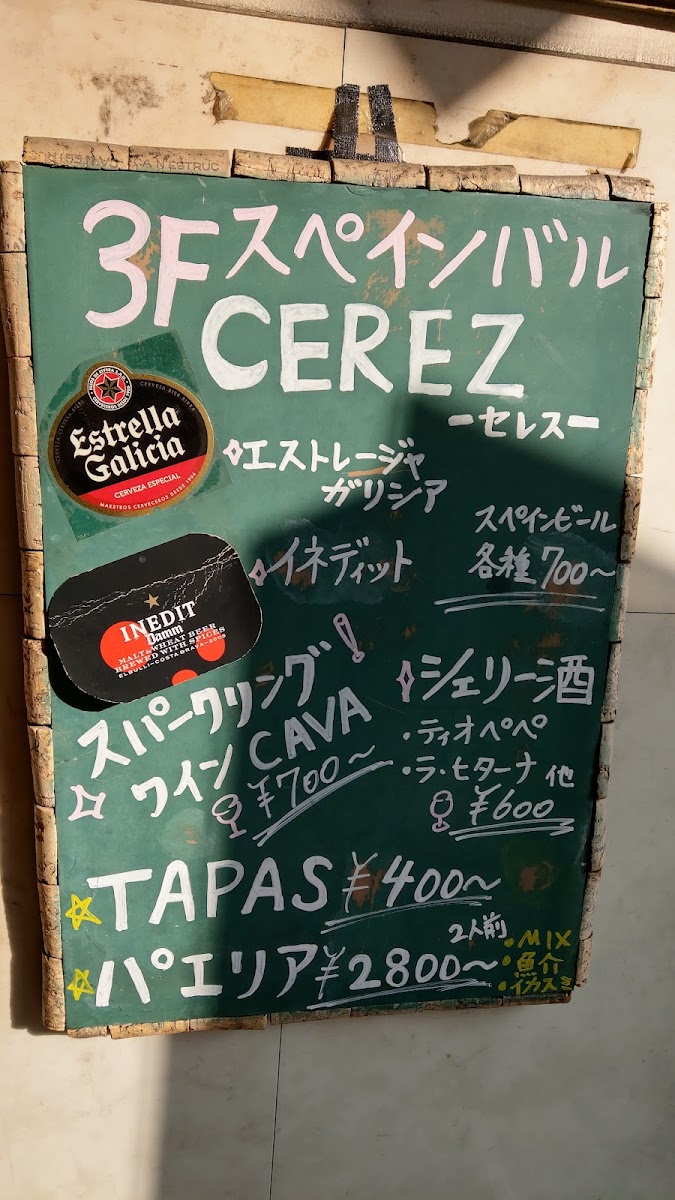 3F スペインバル
CEREZ
ーセレスー
Estrella
Galicia
CERVEZA ESPECIAL
MAESTROS CERVECEROS DESDE 1906
エストレージャ
ガリシア
スペインビール
各種 700〜
イネディット
INEDIT
Damm
MALT & WHEAT BEER
BREWED WITH SPICES
スパークリング!
ワイン CAVA
¥700〜
シェリー酒
・ティオペペ
・ラ・ヒターナ 他
¥600
TAPAS ¥400〜
パエリア ¥2800〜
2人前
・MIX
・魚介
・イカスミ